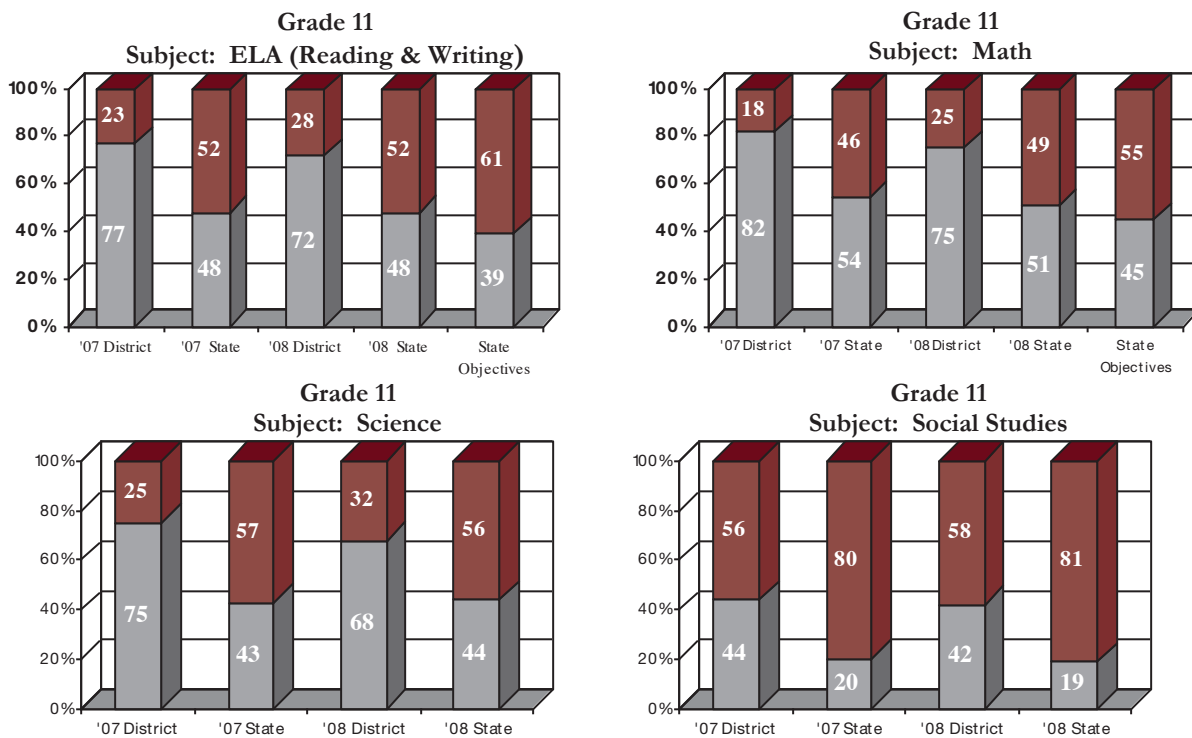 Grade 11
Subject: ELA (Reading & Writing)
100%
80%
60%
40%
20%
0%
23
52
28
52
61
77
48
72
48
39
'07 District
'07 State
'08 District
'08 State
State
Objectives
Grade 11
Subject: Math
100%
80%
60%
40%
20%
0%
18
46
25
49
55
82
54
75
51
45
'07 District
'07 State
'08 District
'08 State
State
Objectives
Grade 11
Subject: Science
100%
80%
60%
40%
20%
0%
25
57
32
56
75
43
68
44
'07 District
'07 State
'08 District
'08 State
Grade 11
Subject: Social Studies
100%
80%
60%
40%
20%
0%
56
80
58
81
44
20
42
19
'07 District
'07 State
'08 District
'08 State